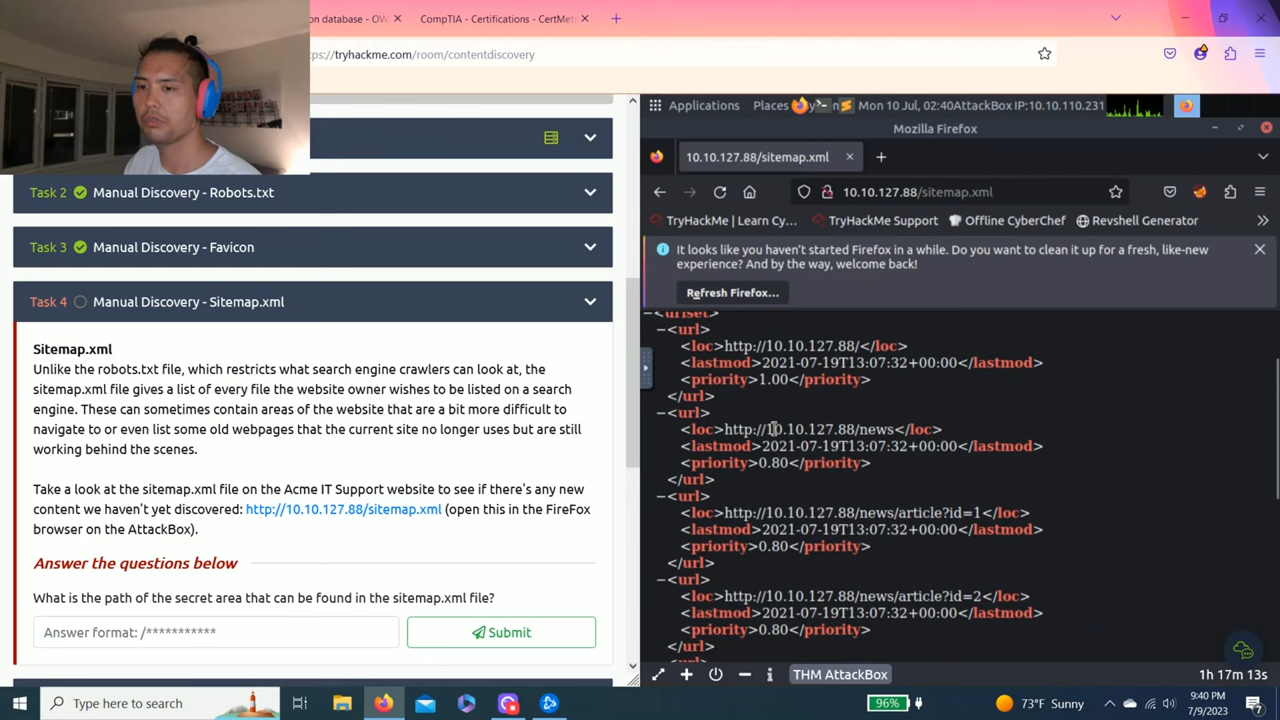 on database - OW
CompTIA - Certifications - CertMet
tps://tryhackme.com/room/contentdiscovery
Task 2 Manual Discovery - Robots.txt
Task 3 Manual Discovery - Favicon
Task 4 Manual Discovery - Sitemap.xml
Sitemap.xml
Unlike the robots.txt file, which restricts what search engine crawlers can look at, the
sitemap.xml file gives a list of every file the website owner wishes to be listed on a search
engine. These can sometimes contain areas of the website that are a bit more difficult to
navigate to or even list some old webpages that the current site no longer uses but are still
working behind the scenes.
Take a look at the sitemap.xml file on the Acme IT Support website to see if there's any new
content we haven't yet discovered: http://10.10.127.88/sitemap.xml (open this in the FireFox
browser on the AttackBox).
Answer the questions below
What is the path of the secret area that can be found in the sitemap.xml file?
Answer format: /***********
Submit
Applications Places Mon 10 Jul, 02:40 AttackBox IP:10.10.110.231
Mozilla Firefox
10.10.127.88/sitemap.xml
10.10.127.88/sitemap.xml
TryHackMe | Learn Cy... TryHackMe Support Offline CyberChef Revshell Generator
It looks like you haven't started Firefox in a while. Do you want to clean it up for a fresh, like-new
experience? And by the way, welcome back!
Refresh Firefox...
−<urlset>
−<url>
<loc>http://10.10.127.88/</loc>
<lastmod>2021-07-19T13:07:32+00:00</lastmod>
<priority>1.00</priority>
</url>
−<url>
<loc>http://10.10.127.88/news</loc>
<lastmod>2021-07-19T13:07:32+00:00</lastmod>
<priority>0.80</priority>
</url>
−<url>
<loc>http://10.10.127.88/news/article?id=1</loc>
<lastmod>2021-07-19T13:07:32+00:00</lastmod>
<priority>0.80</priority>
</url>
−<url>
<loc>http://10.10.127.88/news/article?id=2</loc>
<lastmod>2021-07-19T13:07:32+00:00</lastmod>
<priority>0.80</priority>
</url>
THM AttackBox
1h 17m 13s
Type here to search
96%
73°F Sunny
9:40 PM
7/9/2023
7